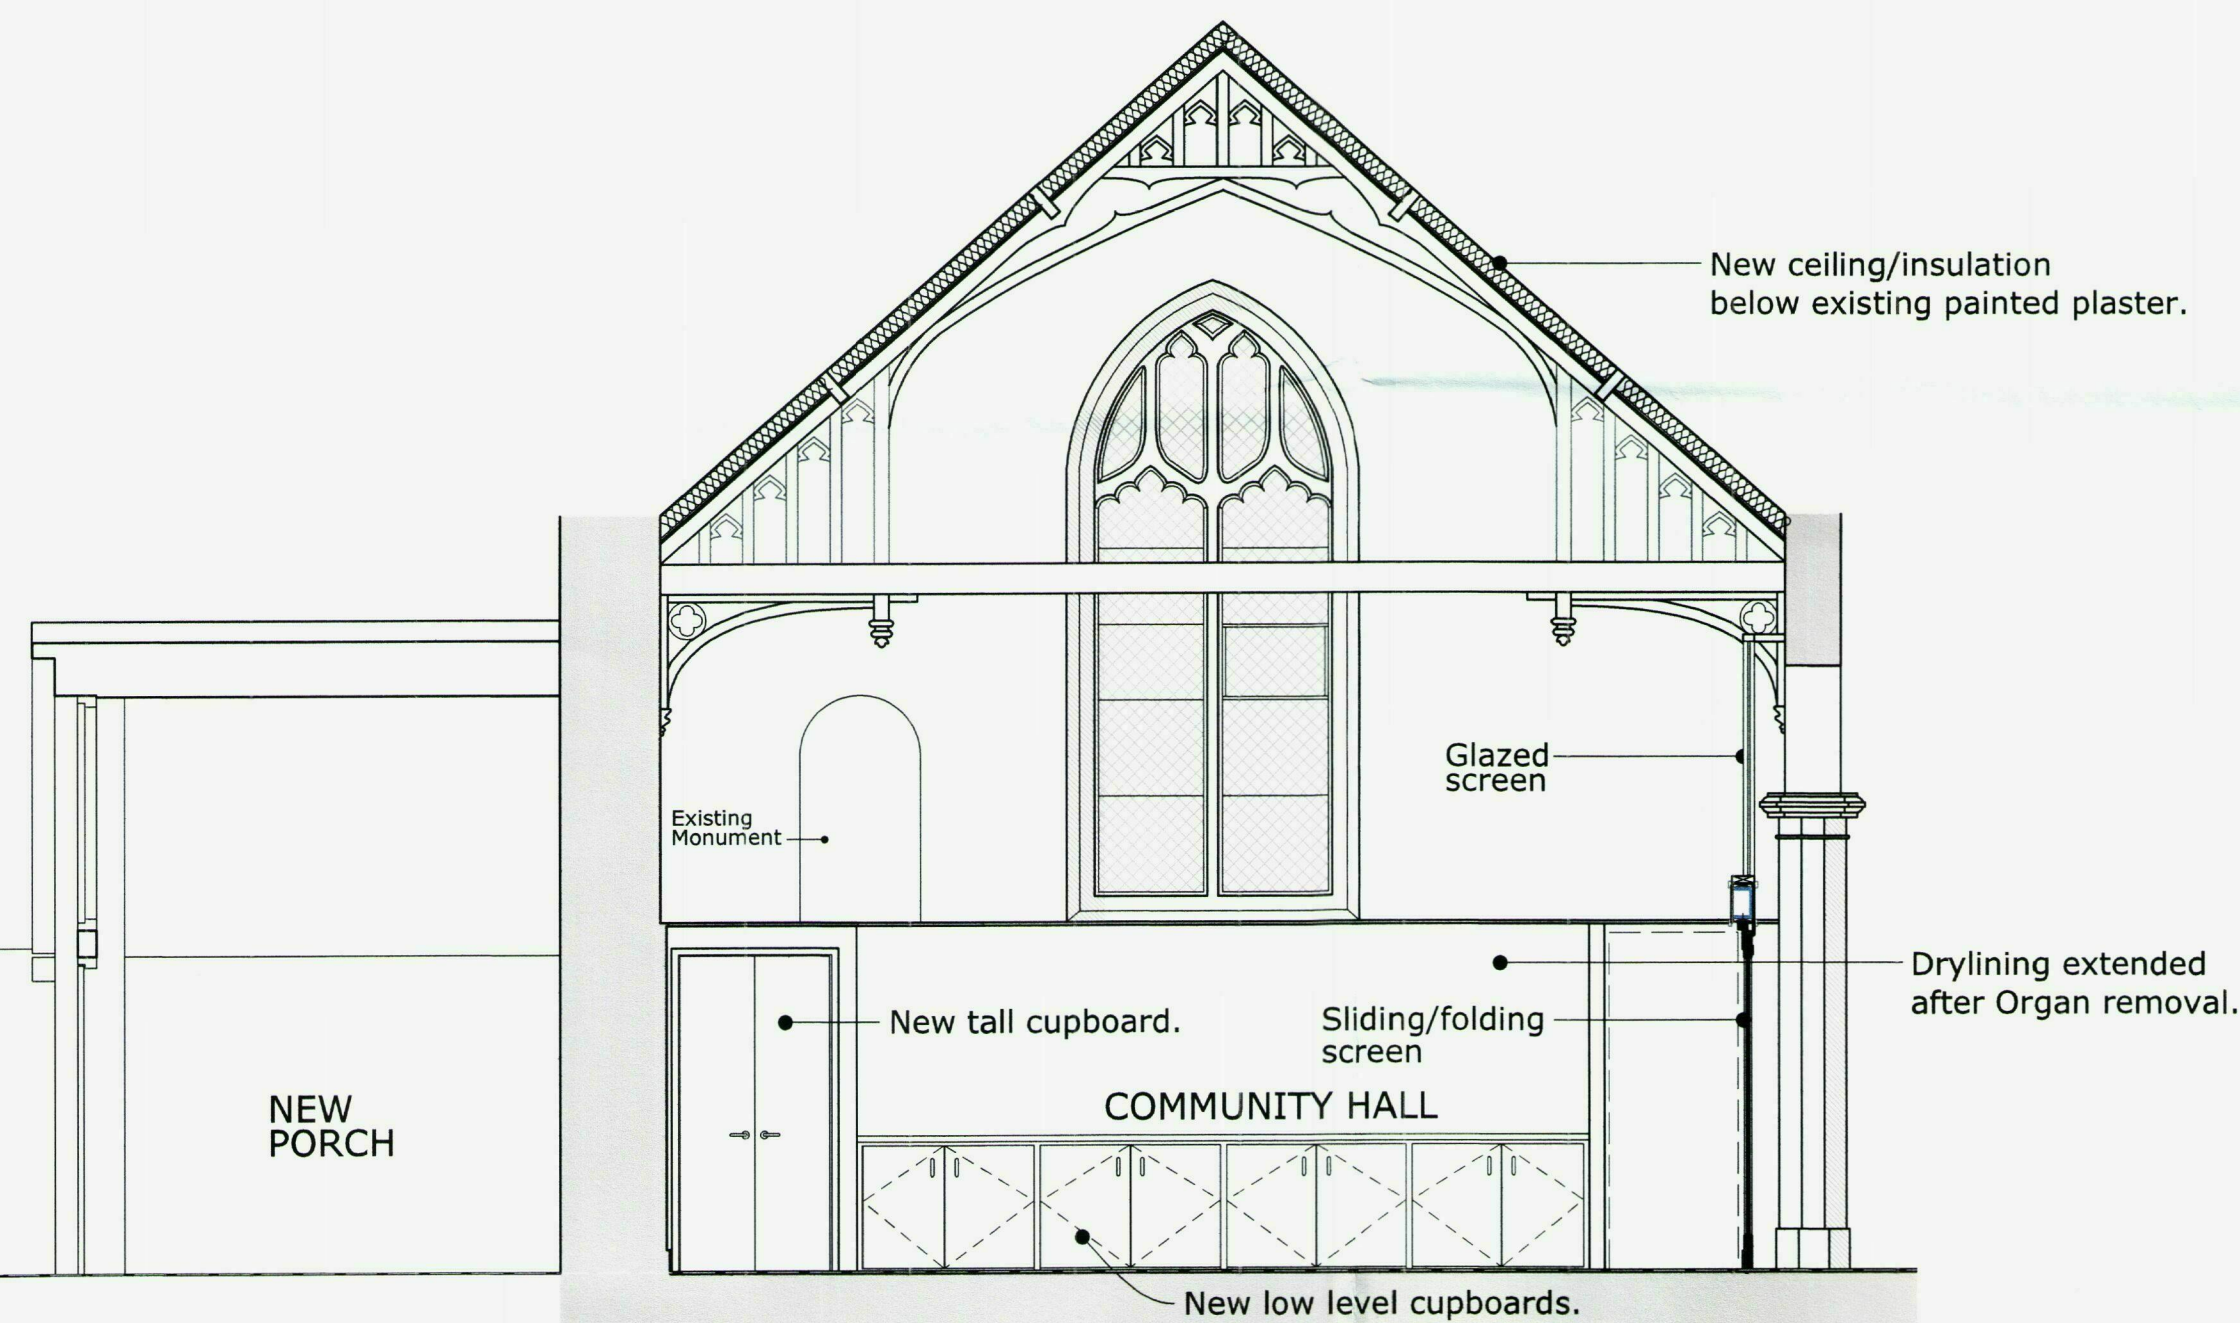 New ceiling/insulation
below existing painted plaster.
Glazed
screen
Existing
Monument
Drylining extended
after Organ removal.
New tall cupboard.
Sliding/folding
screen
COMMUNITY HALL
NEW
PORCH
New low level cupboards.